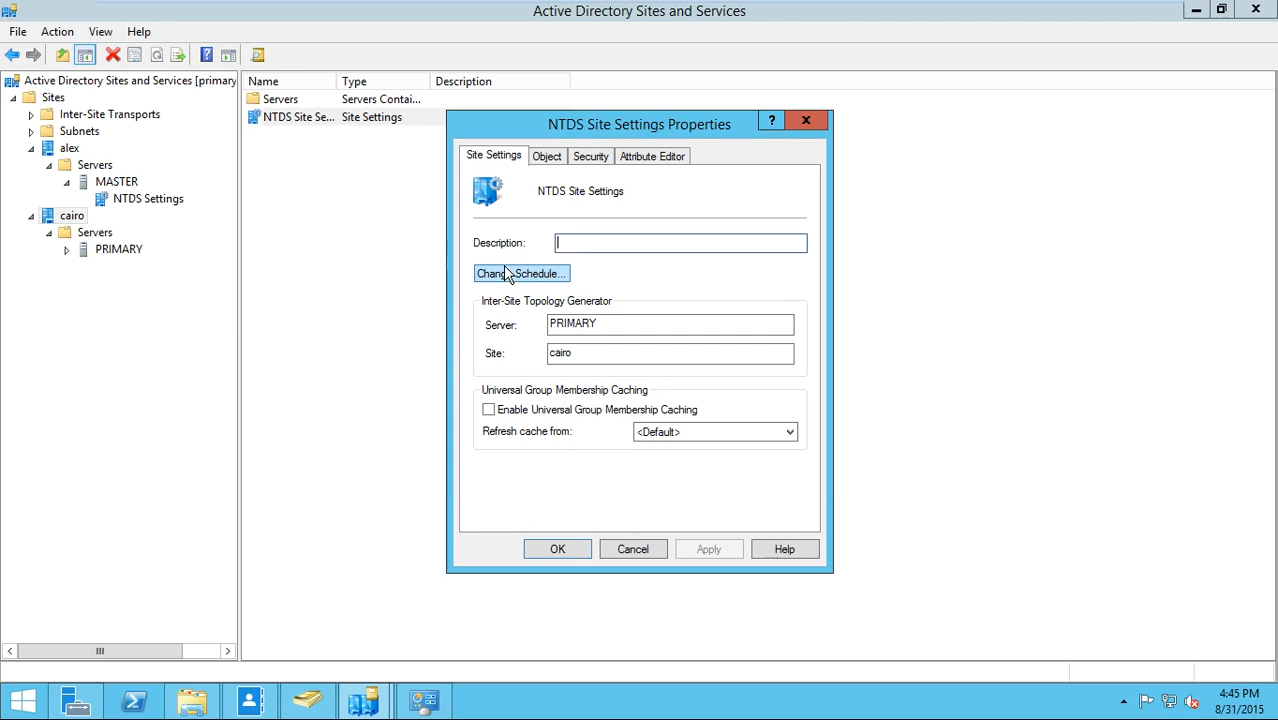 Active Directory Sites and Services
File Action View Help
Active Directory Sites and Services [primary
Sites
Inter-Site Transports
Subnets
alex
Servers
MASTER
NTDS Settings
cairo
Servers
PRIMARY
Name Type Description
Servers Servers Contai...
NTDS Site Se... Site Settings
NTDS Site Settings Properties
Site Settings Object Security Attribute Editor
NTDS Site Settings
Description:
Change Schedule...
Inter-Site Topology Generator
Server: PRIMARY
Site: cairo
Universal Group Membership Caching
Enable Universal Group Membership Caching
Refresh cache from: <Default>
OK Cancel Apply Help
4:45 PM
8/31/2015